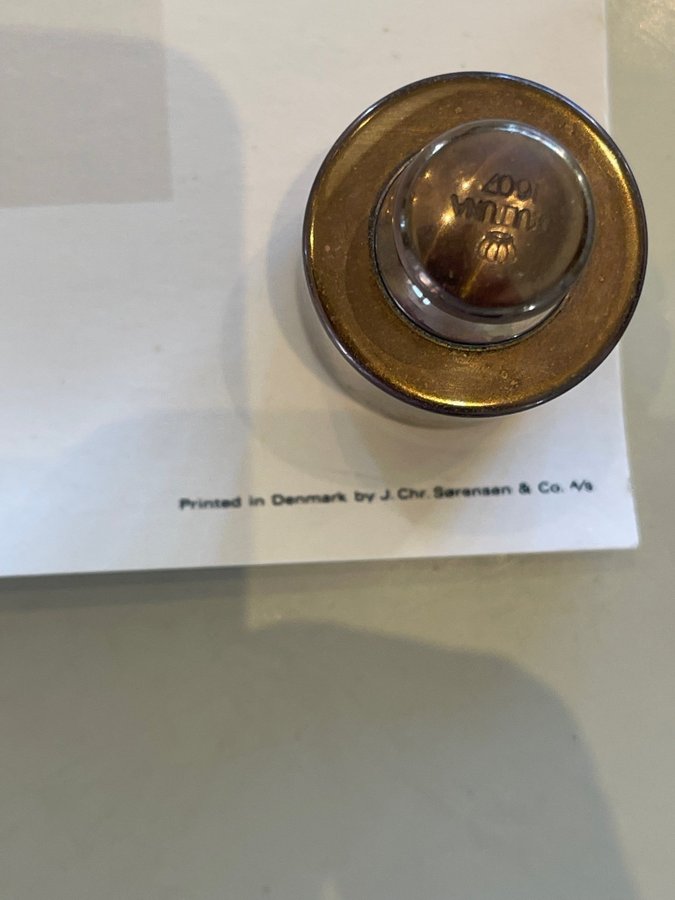 Printed in Denmark by J. Chr. Sørensen & Co. A/s